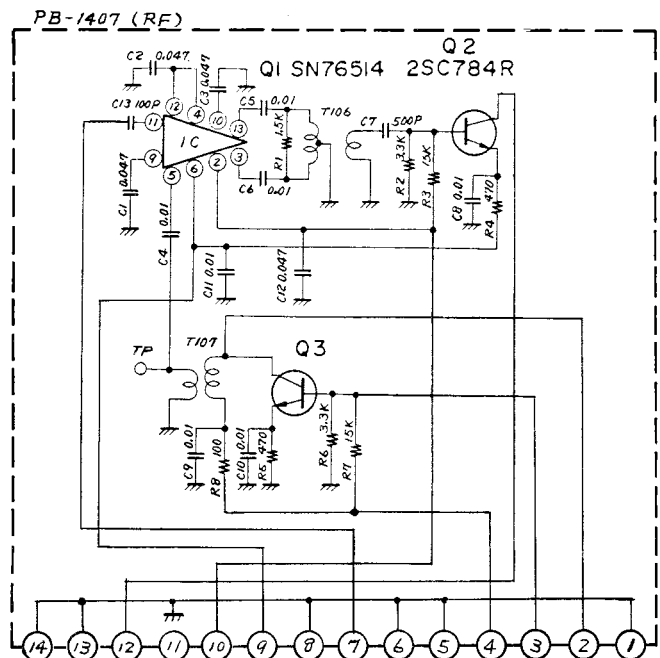 PB-1407 (RF)
Q2
Q1 SN76514 2SC784R
C2 0.047
C3 0.047
C13 100P
C5 0.01
T106
C7 500P
12
4
10
11
13
IC
R1 1.5K
9
3
5
6
2
C6 0.01
R2 3.3K
R3 15K
C1 0.047
C8 0.01
R4 470
C4 0.01
C11 0.01
C12 0.047
TP
T107
Q3
R6 3.3K
R7 15K
C9 0.01
R8 100
C10 0.01
R5 470
14 13 12 11 10 9 8 7 6 5 4 3 2 1